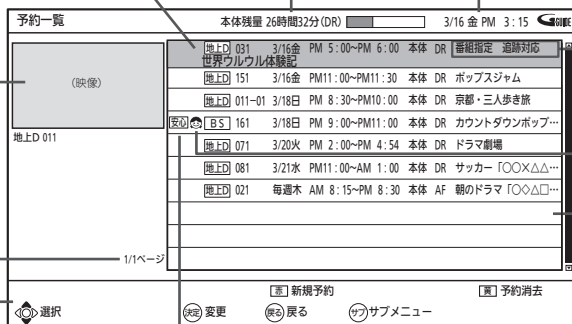 予約一覧 本体残量 26時間32分(DR) 3/16 金 PM 3:15 GGUIDE
地上D 031 3/16金 PM 5:00~PM 6:00 本体 DR 番組指定 追跡対応
世界ウルウル体験記
(映像)
地上D 151 3/16金 PM11:00~PM11:30 本体 DR ポップスジャム
地上D 011-01 3/18日 PM 8:30~PM10:00 本体 DR 京都・三人歩き旅
安心 BS 161 3/18日 PM 9:00~PM11:00 本体 DR カウントダウンポップ…
地上D 011
地上D 071 3/20火 PM 2:00~PM 4:54 本体 DR ドラマ劇場
地上D 081 3/21水 PM11:00~AM 1:00 本体 DR サッカー「〇〇×△△…
地上D 021 毎週木 AM 8:15~PM 8:30 本体 AF 朝のドラマ「〇◇△□…
1/1ページ
赤 新規予約 黄 予約消去
選択 決定 変更 戻る 戻る サブ サブメニュー